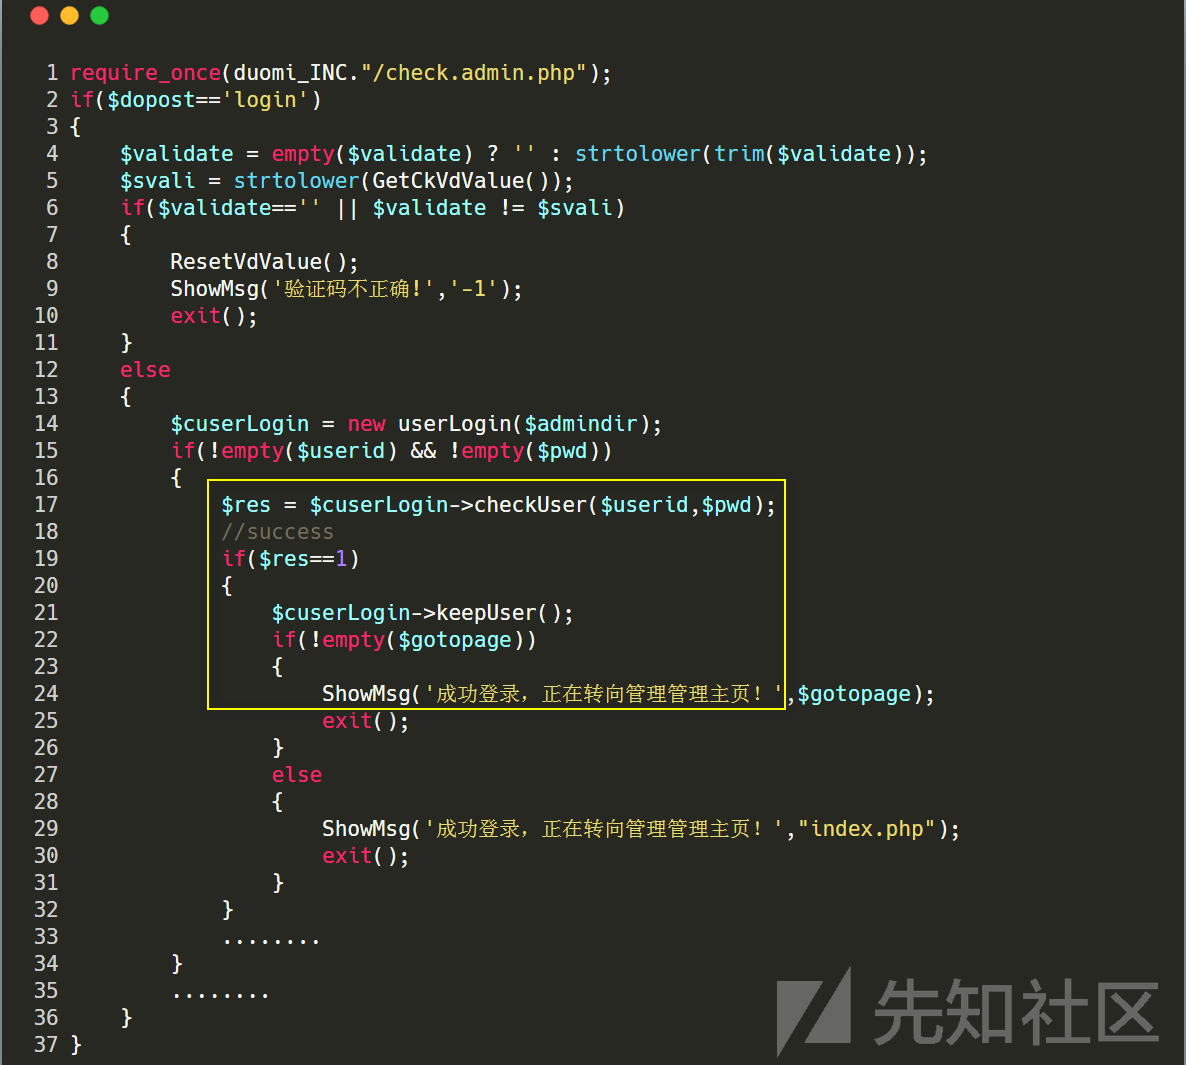 1 require_once(duomi_INC."/check.admin.php");
2 if($dopost=='login')
3 {
4     $validate = empty($validate) ? '' : strtolower(trim($validate));
5     $svali = strtolower(GetCkVdValue());
6     if($validate=='' || $validate != $svali)
7     {
8         ResetVdValue();
9         ShowMsg('验证码不正确!','-1');
10         exit();
11     }
12     else
13     {
14         $cuserLogin = new userLogin($admindir);
15         if(!empty($userid) && !empty($pwd))
16         {
17             $res = $cuserLogin->checkUser($userid,$pwd);
18             //success
19             if($res==1)
20             {
21                 $cuserLogin->keepUser();
22                 if(!empty($gotopage))
23                 {
24                     ShowMsg('成功登录，正在转向管理管理主页！',$gotopage);
25                     exit();
26                 }
27                 else
28                 {
29                     ShowMsg('成功登录，正在转向管理管理主页！',"index.php");
30                     exit();
31                 }
32             }
33             ........
34         }
35         ........
36     }
37 }
先知社区